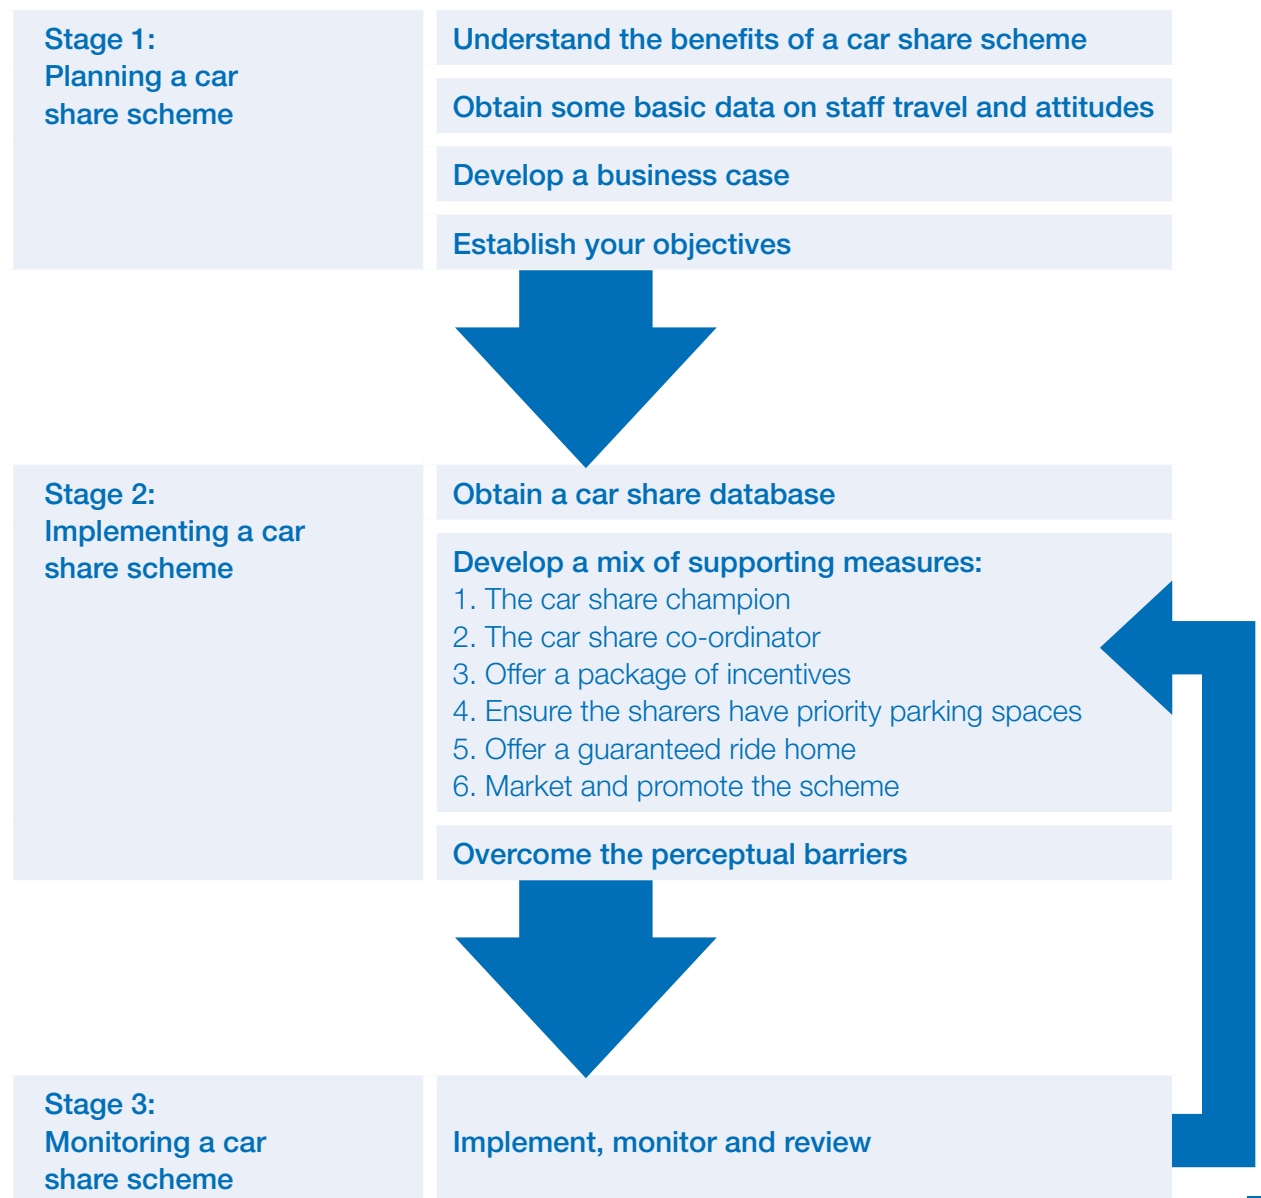 Stage 1:
Planning a car
share scheme
Understand the benefits of a car share scheme
Obtain some basic data on staff travel and attitudes
Develop a business case
Establish your objectives
Stage 2:
Implementing a car
share scheme
Obtain a car share database
Develop a mix of supporting measures:
1. The car share champion
2. The car share co-ordinator
3. Offer a package of incentives
4. Ensure the sharers have priority parking spaces
5. Offer a guaranteed ride home
6. Market and promote the scheme
Overcome the perceptual barriers
Stage 3:
Monitoring a car
share scheme
Implement, monitor and review